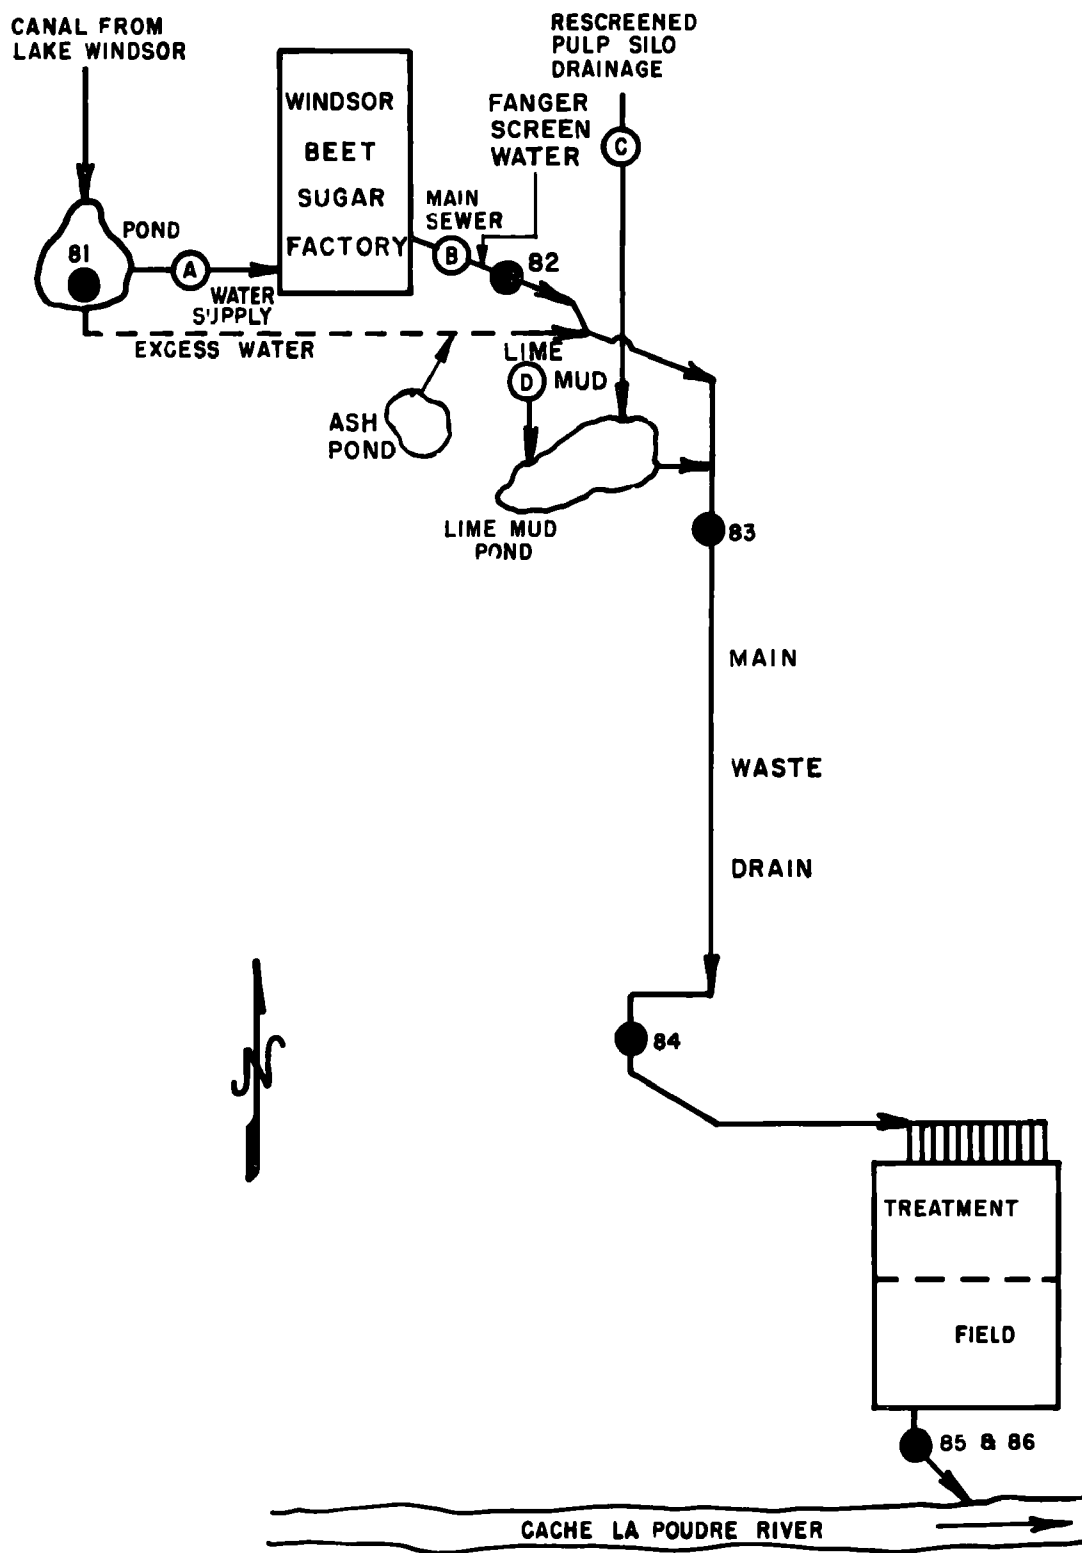 CANAL FROM
LAKE WINDSOR
RESCREENED
PULP SILO
DRAINAGE
WINDSOR
BEET
SUGAR
FACTORY
FANGER
SCREEN
WATER
C
MAIN
SEWER
POND
81
A
B
82
WATER
SUPPLY
EXCESS WATER
LIME
MUD
D
ASH
POND
LIME MUD
POND
83
MAIN
WASTE
DRAIN
N
84
TREATMENT
FIELD
85 & 86
CACHE LA POUDRE RIVER